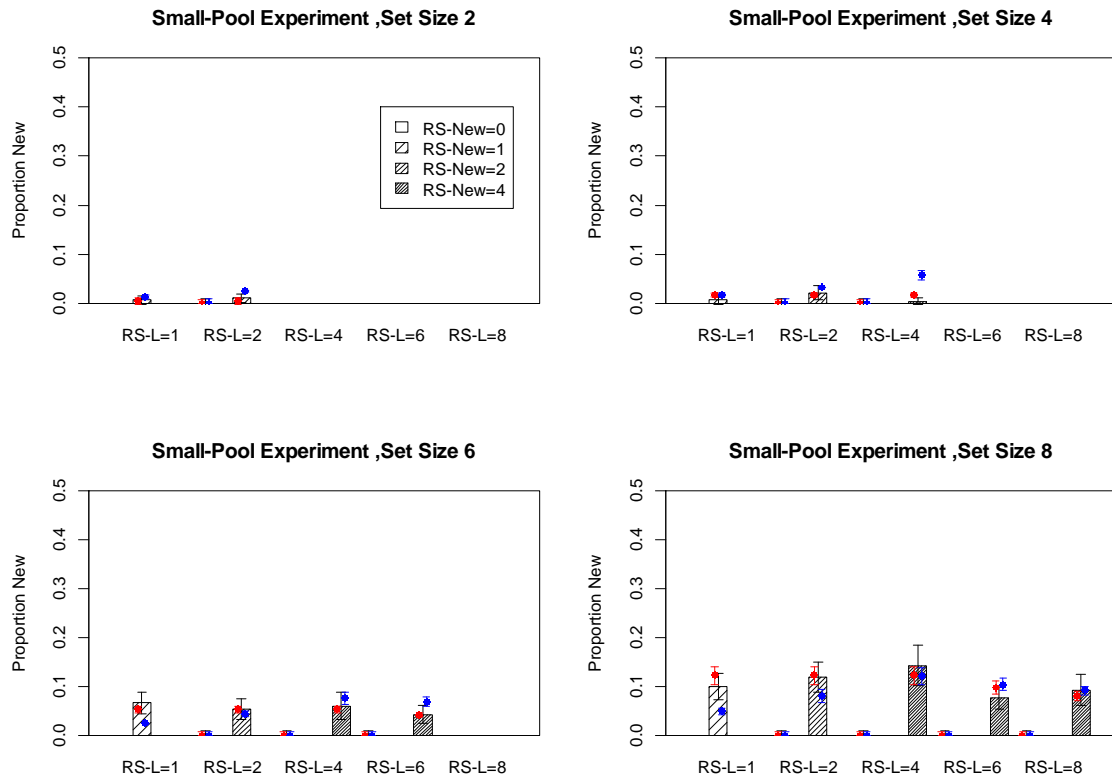 Small-Pool Experiment ,Set Size 2
Proportion New
0.0 0.1 0.2 0.3 0.4 0.5
RS-New=0
RS-New=1
RS-New=2
RS-New=4
RS-L=1 RS-L=2 RS-L=4 RS-L=6 RS-L=8
Small-Pool Experiment ,Set Size 4
Proportion New
0.0 0.1 0.2 0.3 0.4 0.5
RS-L=1 RS-L=2 RS-L=4 RS-L=6 RS-L=8
Small-Pool Experiment ,Set Size 6
Proportion New
0.0 0.1 0.2 0.3 0.4 0.5
RS-L=1 RS-L=2 RS-L=4 RS-L=6 RS-L=8
Small-Pool Experiment ,Set Size 8
Proportion New
0.0 0.1 0.2 0.3 0.4 0.5
RS-L=1 RS-L=2 RS-L=4 RS-L=6 RS-L=8